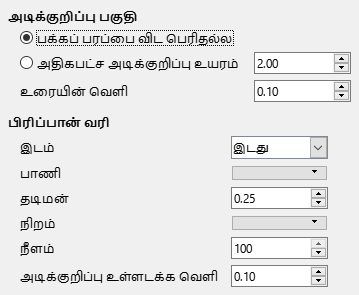 அடிக்குறிப்பு பகுதி
பக்கப் பரப்பை விட பெரிதல்ல
அதிகபட்ச அடிக்குறிப்பு உயரம் 2.00
உரையின் வெளி 0.10
பிரிப்பான் வரி
இடம் இடது
பாணி
தடிமன் 0.25
நிறம்
நீளம் 100
அடிக்குறிப்பு உள்ளடக்க வெளி 0.10